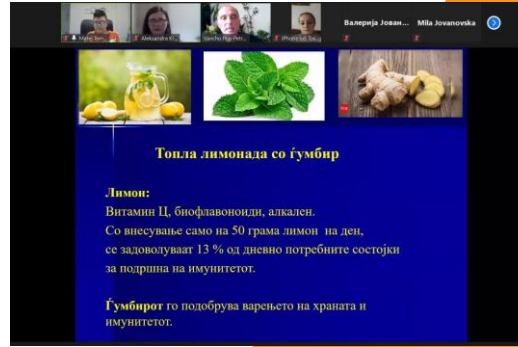 Валерија Јован... Mila Jovanovska
Топла лимонада со ѓумбир
Лимон:
Витамин Ц, биофлавоноиди, алкален.
Со внесување само на 50 грама лимон на ден,
се задоволуваат 13 % од дневно потребните состојки
за подршна на имунитетот.
Ѓумбирот го подобрува варењето на храната и
имунитетот.